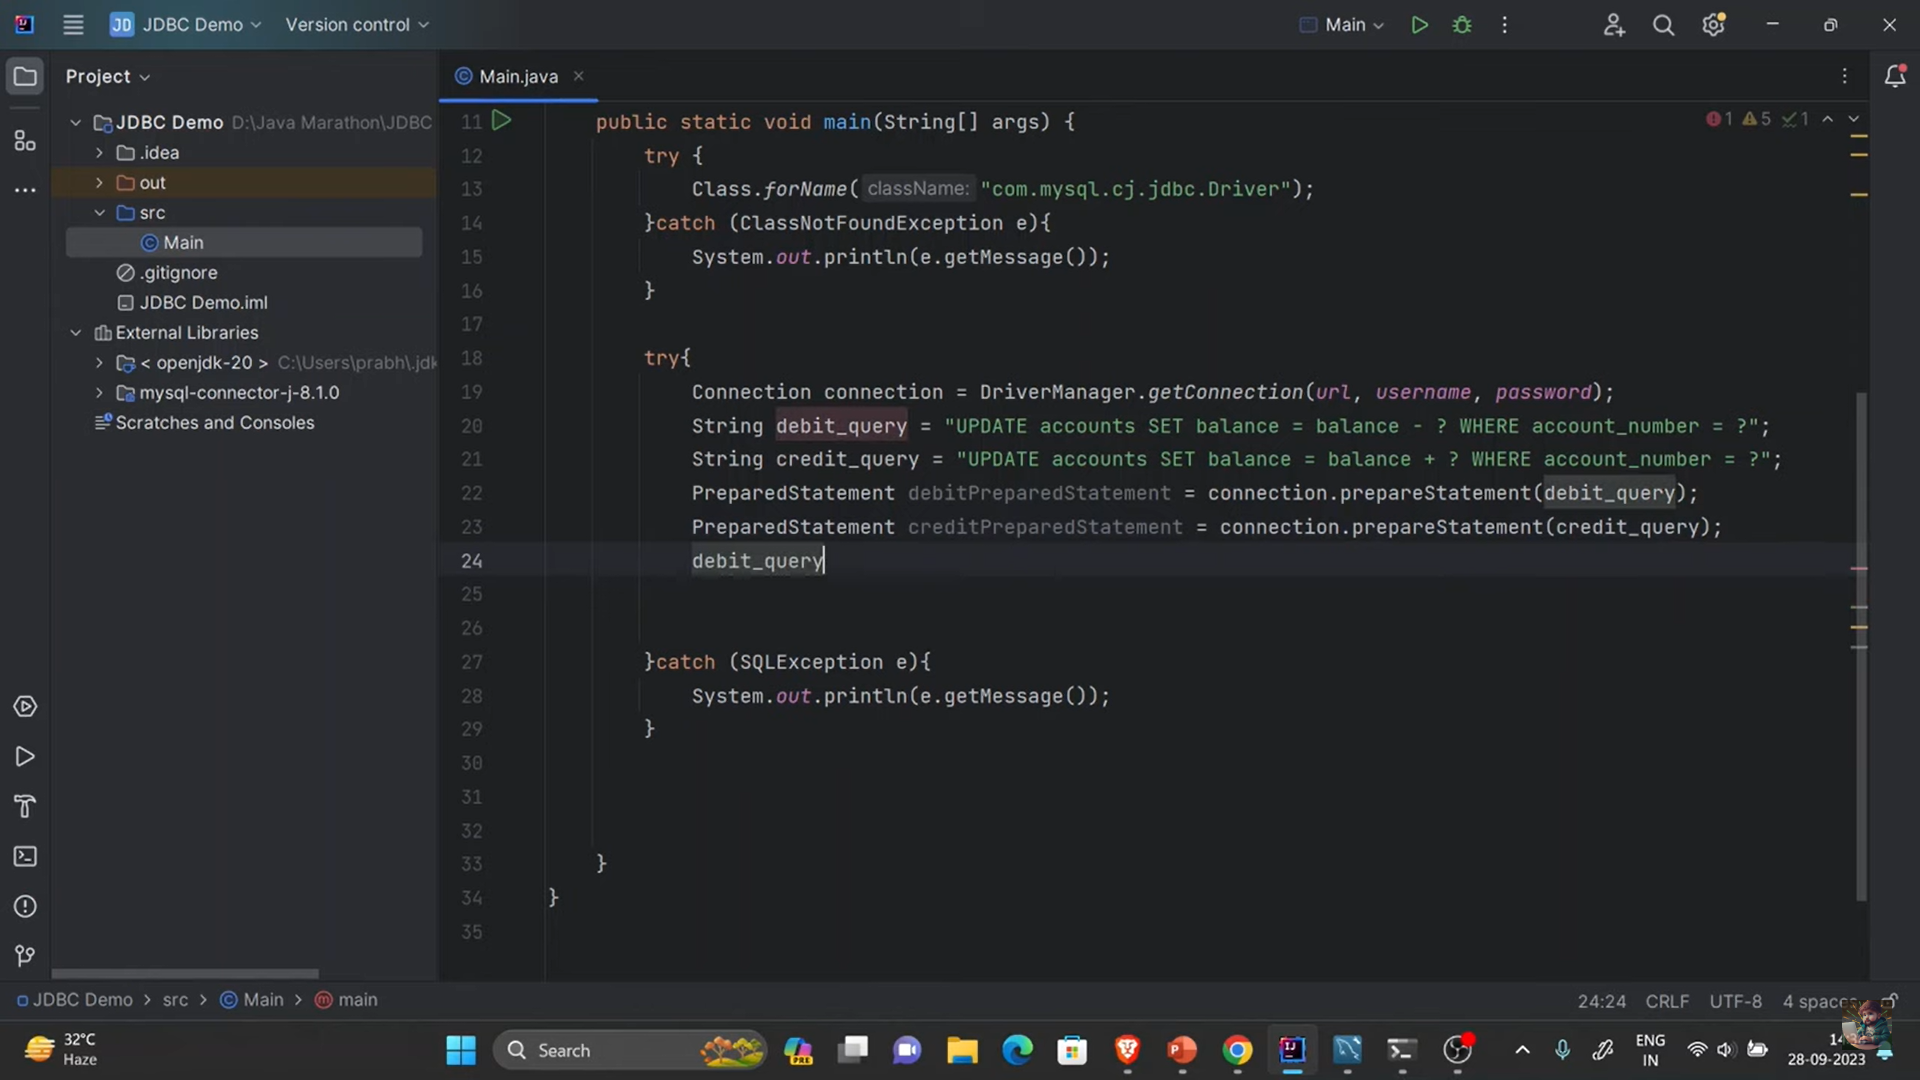 JD JDBC Demo Version control Main
Project
Main.java
JDBC Demo D:\Java Marathon\JDBC
.idea
out
src
Main
.gitignore
JDBC Demo.iml
External Libraries
< openjdk-20 > C:\Users\prabh\.jdk
mysql-connector-j-8.1.0
Scratches and Consoles
1 5 1
11 public static void main(String[] args) {
12 try {
13 Class.forName( className: "com.mysql.cj.jdbc.Driver");
14 }catch (ClassNotFoundException e){
15 System.out.println(e.getMessage());
16 }
17
18 try{
19 Connection connection = DriverManager.getConnection(url, username, password);
20 String debit_query = "UPDATE accounts SET balance = balance - ? WHERE account_number = ?";
21 String credit_query = "UPDATE accounts SET balance = balance + ? WHERE account_number = ?";
22 PreparedStatement debitPreparedStatement = connection.prepareStatement(debit_query);
23 PreparedStatement creditPreparedStatement = connection.prepareStatement(credit_query);
24 debit_query
25
26
27 }catch (SQLException e){
28 System.out.println(e.getMessage());
29 }
30
31
32
33 }
34 }
35
JDBC Demo > src > Main > main
24:24 CRLF UTF-8 4 spaces
32°C
Haze
Search
PRE
ENG
IN
28-09-2023